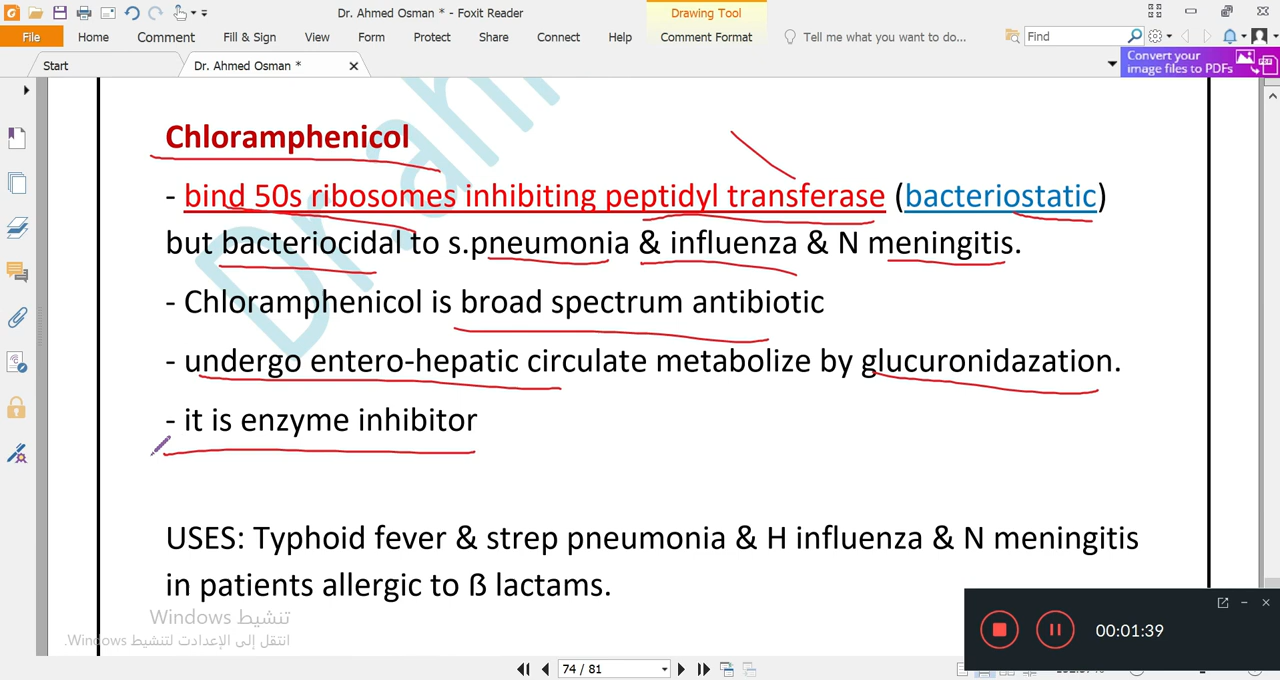 Dr. Ahmed Osman * - Foxit Reader
Drawing Tool
File Home Comment Fill & Sign View Form Protect Share Connect Help Comment Format Tell me what you want to do... Find
Start Dr. Ahmed Osman *
Convert your
image files to PDFs
Chloramphenicol
- bind 50s ribosomes inhibiting peptidyl transferase (bacteriostatic)
but bacteriocidal to s.pneumonia & influenza & N meningitis.
- Chloramphenicol is broad spectrum antibiotic
- undergo entero-hepatic circulate metabolize by glucuronidazation.
- it is enzyme inhibitor
USES: Typhoid fever & strep pneumonia & H influenza & N meningitis
in patients allergic to ß lactams.
تنشيط Windows
انتقل إلى الإعدادت لتنشيط Windows.
00:01:39
74 / 81